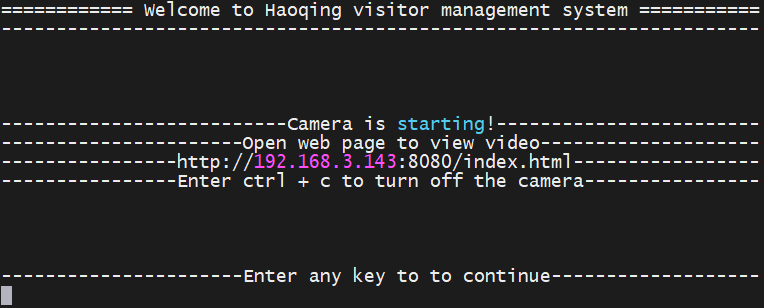 ============ Welcome to Haoqing visitor management system ===========
---------------------------------------------------------------------
--------------------------Camera is starting!------------------------
----------------------Open web page to view video--------------------
----------------http://192.168.3.143:8080/index.html-----------------
----------------Enter ctrl + c to turn off the camera----------------
----------------------Enter any key to to continue-------------------